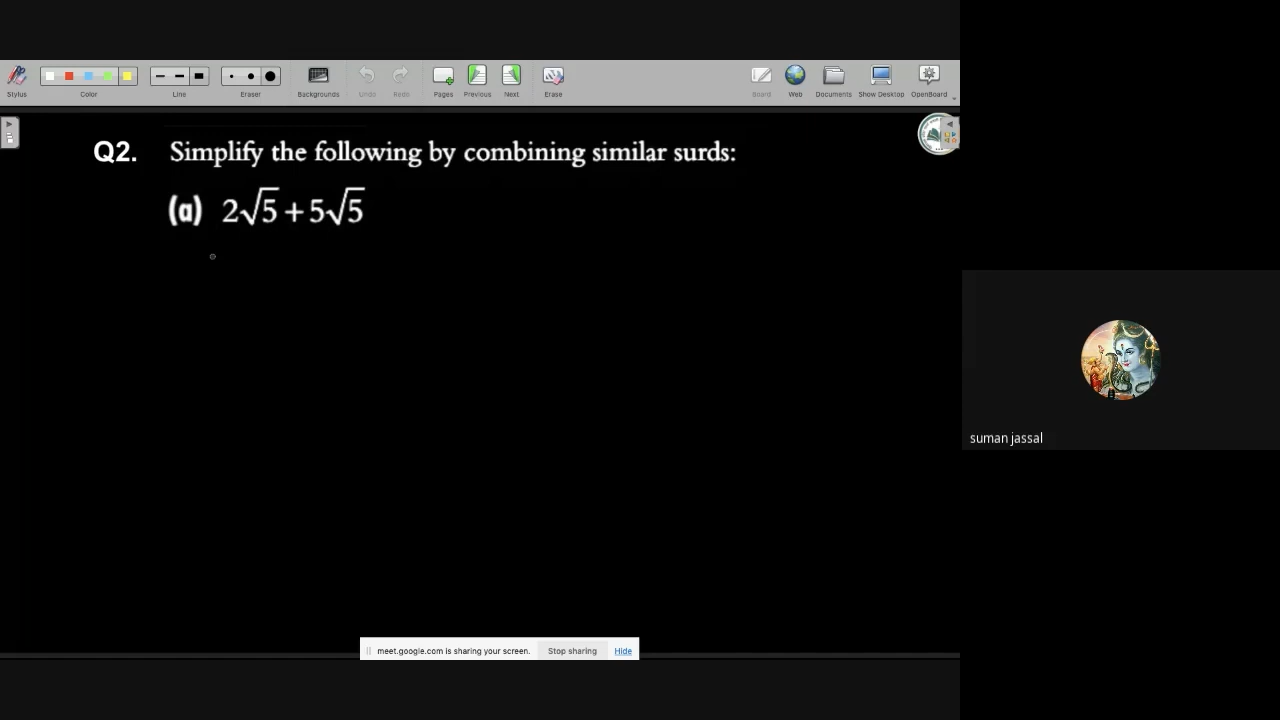 Stylus Color Line Eraser Backgrounds Undo Redo Pages Previous Next Erase Board Web Documents Show Desktop OpenBoard
Q2. Simplify the following by combining similar surds:
(a) 2√5 + 5√5
suman jassal
meet.google.com is sharing your screen. Stop sharing Hide